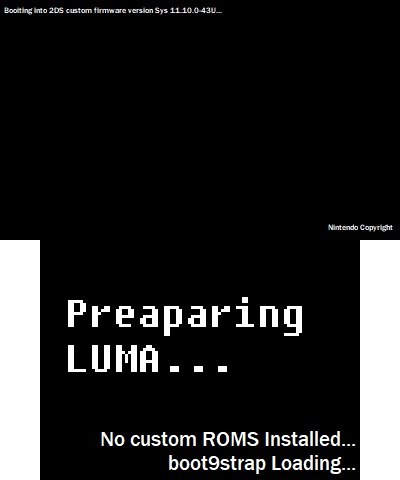 Booiting into 2DS custom firmware version Sys 11.10.0-43U...
Nintendo Copyright
Preaparing
LUMA...
No custom ROMS Installed...
boot9strap Loading...